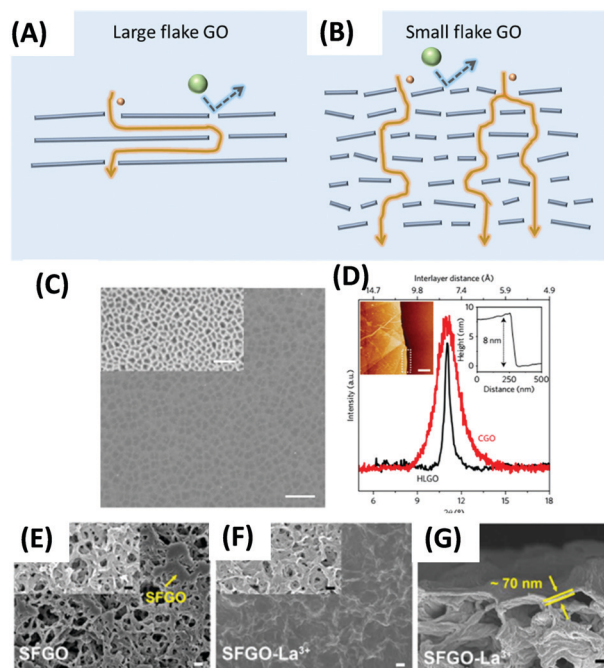 (A)
Large flake GO
(B)
Small flake GO
(C)
(D)
Interlayer distance (Å)
14.7 9.8 7.4 5.9 4.9
Height (nm)
10
5
0
8 nm
0 250 500
Distance (nm)
Intensity (a.u.)
CGO
HLGO
6 9 12 15 18
2θ(°)
(E)
SFGO
SFGO
(F)
SFGO-La³⁺
(G)
~ 70 nm
SFGO-La³⁺